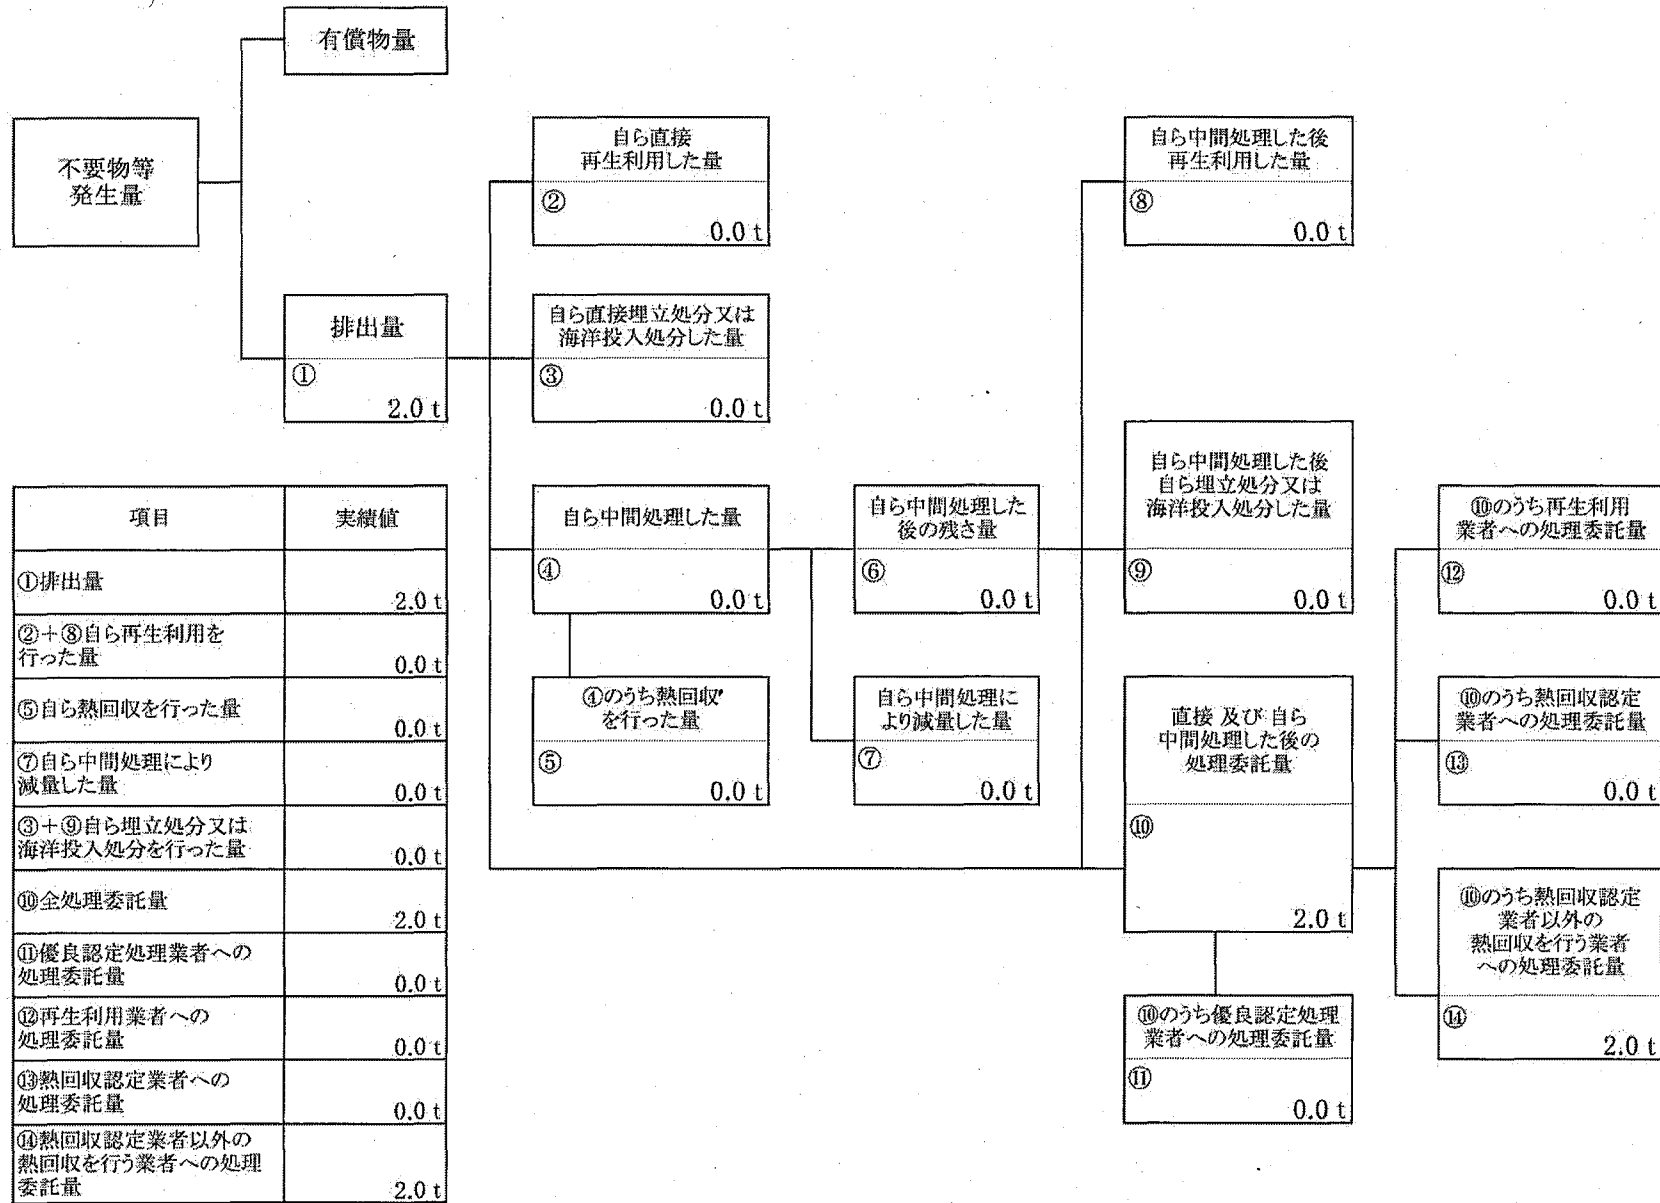 有償物量
不要物等
発生量
排出量
①
2.0 t
自ら直接
再生利用した量
②
0.0 t
自ら直接埋立処分又は
海洋投入処分した量
③
0.0 t
自ら中間処理した量
④
0.0 t
④のうち熱回収
を行った量
⑤
0.0 t
自ら中間処理した
後の残さ量
⑥
0.0 t
自ら中間処理に
より減量した量
⑦
0.0 t
自ら中間処理した後
再生利用した量
⑧
0.0 t
自ら中間処理した後
自ら埋立処分又は
海洋投入処分した量
⑨
0.0 t
直接 及び 自ら
中間処理した後の
処理委託量
⑩
2.0 t
⑩のうち優良認定処理
業者への処理委託量
⑪
0.0 t
⑩のうち再生利用
業者への処理委託量
⑫
0.0 t
⑩のうち熱回収認定
業者への処理委託量
⑬
0.0 t
⑩のうち熱回収認定
業者以外の
熱回収を行う業者
への処理委託量
⑭
2.0 t
項目 実績値
①排出量
2.0 t
②+⑧自ら再生利用を
行った量
0.0 t
⑤自ら熱回収を行った量
0.0 t
⑦自ら中間処理により
減量した量
0.0 t
③+⑨自ら埋立処分又は
海洋投入処分を行った量
0.0 t
⑩全処理委託量
2.0 t
⑪優良認定処理業者への
処理委託量
0.0 t
⑫再生利用業者への
処理委託量
0.0 t
⑬熱回収認定業者への
処理委託量
0.0 t
⑭熱回収認定業者以外の
熱回収を行う業者への処理
委託量
2.0 t